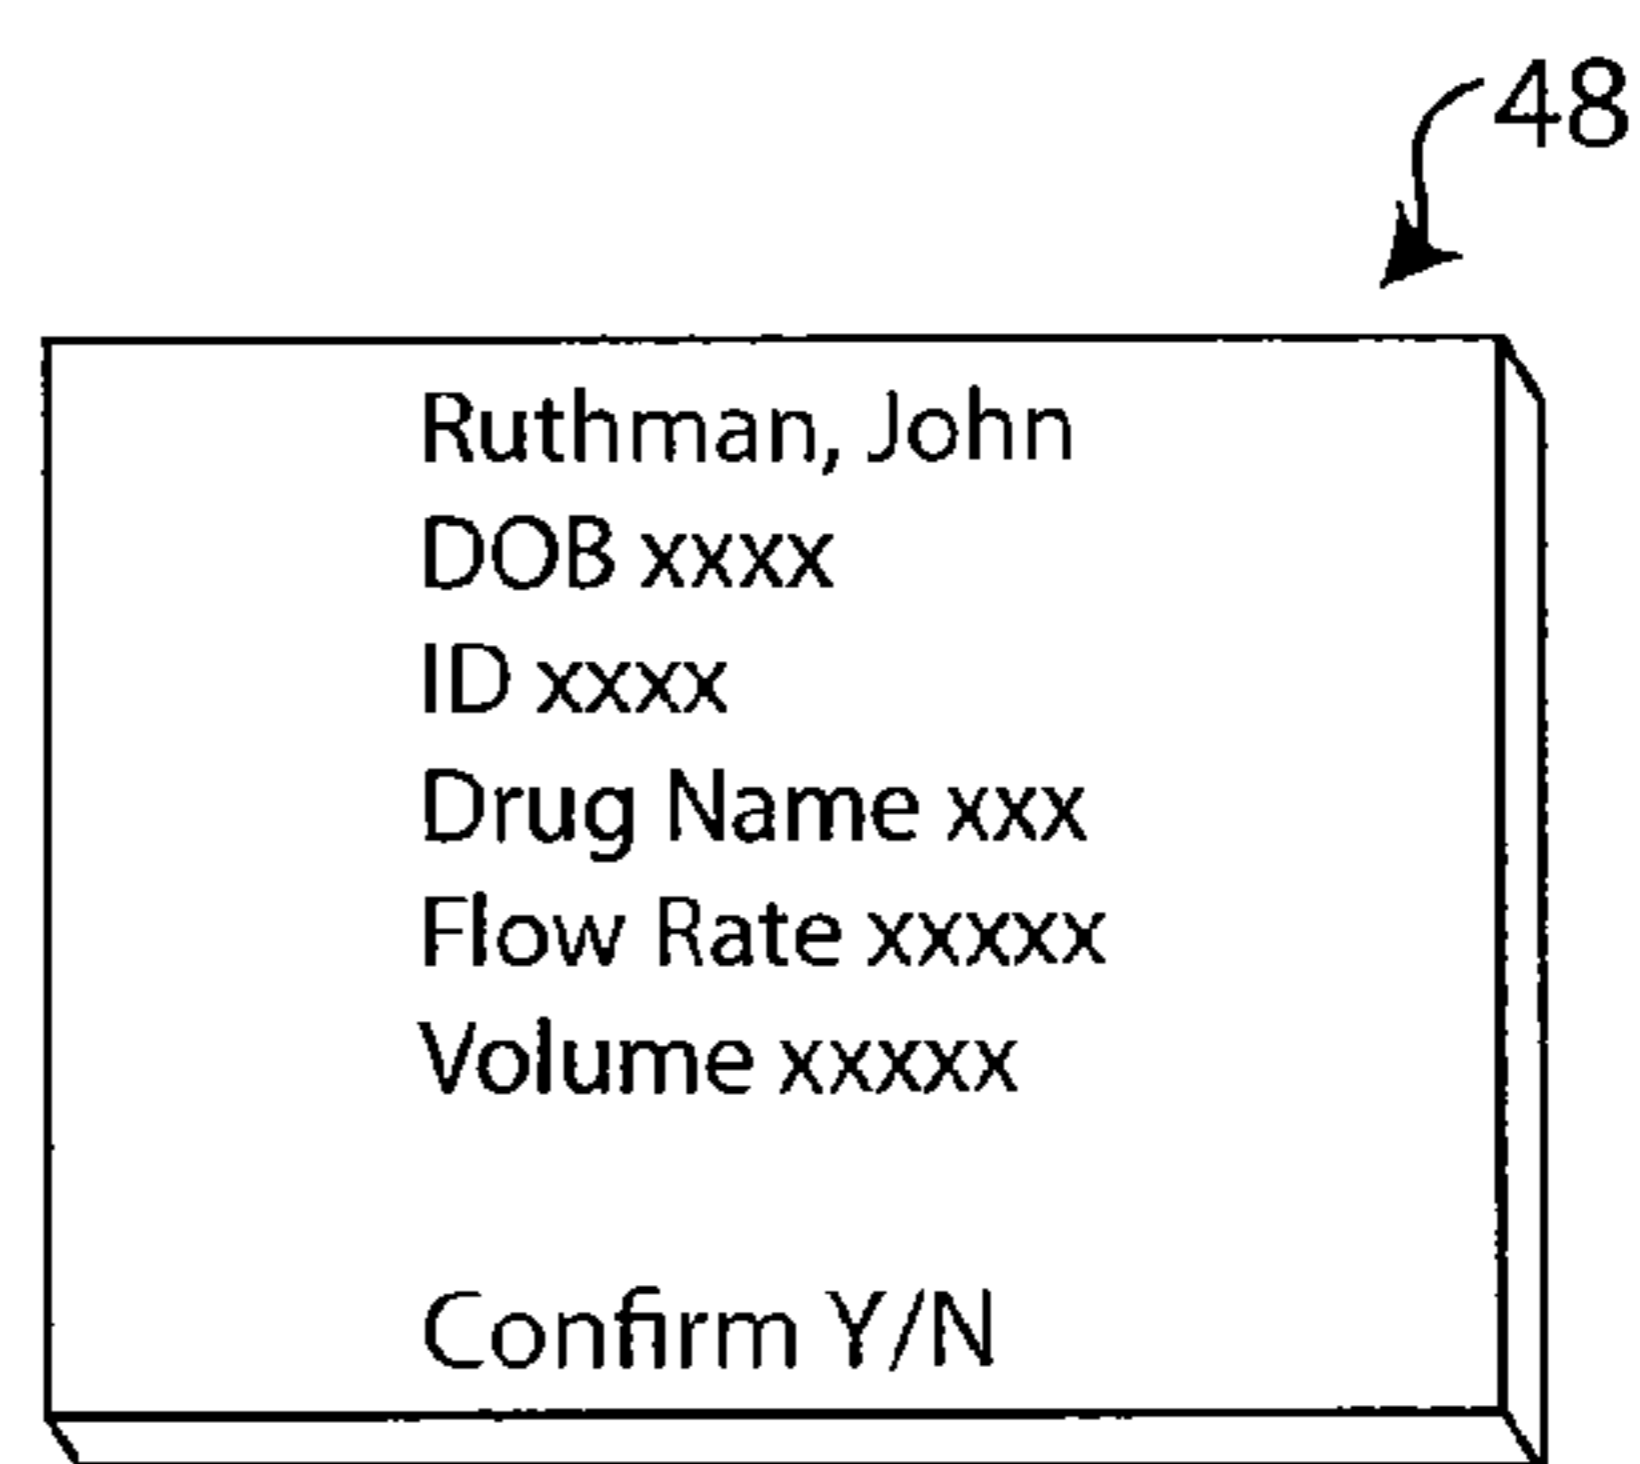 48
Ruthman, John
DOB xxxx
ID xxxx
Drug Name xxx
Flow Rate xxxxx
Volume xxxxx
Confirm Y/N